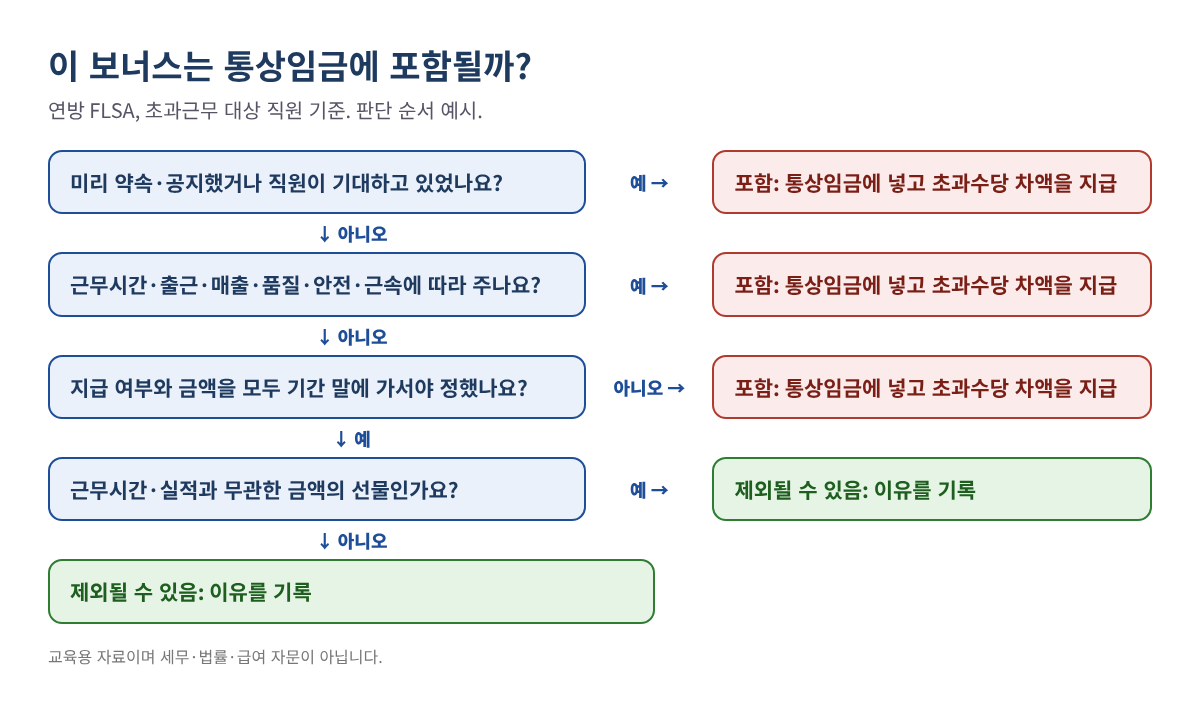 이 보너스는 통상임금에 포함될까?
연방 FLSA, 초과근무 대상 직원 기준. 판단 순서 예시.
미리 약속·공지했거나 직원이 기대하고 있었나요?
예 →
포함: 통상임금에 넣고 초과수당 차액을 지급
↓ 아니오
근무시간·출근·매출·품질·안전·근속에 따라 주나요?
예 →
포함: 통상임금에 넣고 초과수당 차액을 지급
↓ 아니오
지급 여부와 금액을 모두 기간 말에 가서야 정했나요?
아니오 →
포함: 통상임금에 넣고 초과수당 차액을 지급
↓ 예
근무시간·실적과 무관한 금액의 선물인가요?
예 →
제외될 수 있음: 이유를 기록
↓ 아니오
제외될 수 있음: 이유를 기록
교육용 자료이며 세무·법률·급여 자문이 아닙니다.